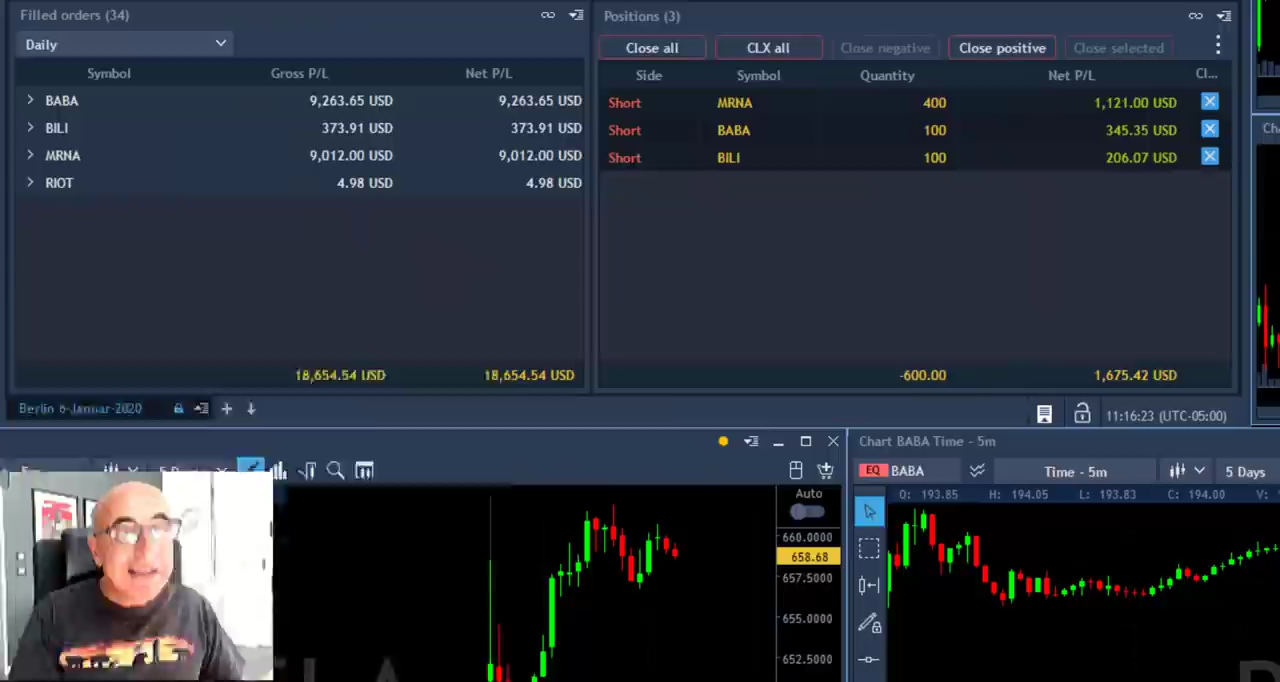 Filled orders (34)
Daily
Symbol Gross P/L Net P/L
BABA 9,263.65 USD 9,263.65 USD
BILI 373.91 USD 373.91 USD
MRNA 9,012.00 USD 9,012.00 USD
RIOT 4.98 USD 4.98 USD
18,654.54 USD 18,654.54 USD
Positions (3)
Close all CLX all Close negative Close positive Close selected
Side Symbol Quantity Net P/L Cl...
Short MRNA 400 1,121.00 USD
Short BABA 100 345.35 USD
Short BILI 100 206.07 USD
-600.00 1,675.42 USD
Berlin 6-Januar-2020
11:16:23 (UTC-05:00)
Auto
660.0000
658.68
657.5000
655.0000
652.5000
Chart BABA Time - 5m
EQ BABA Time - 5m 5 Days
O: 193.85 H: 194.05 L: 193.83 C: 194.00 V: